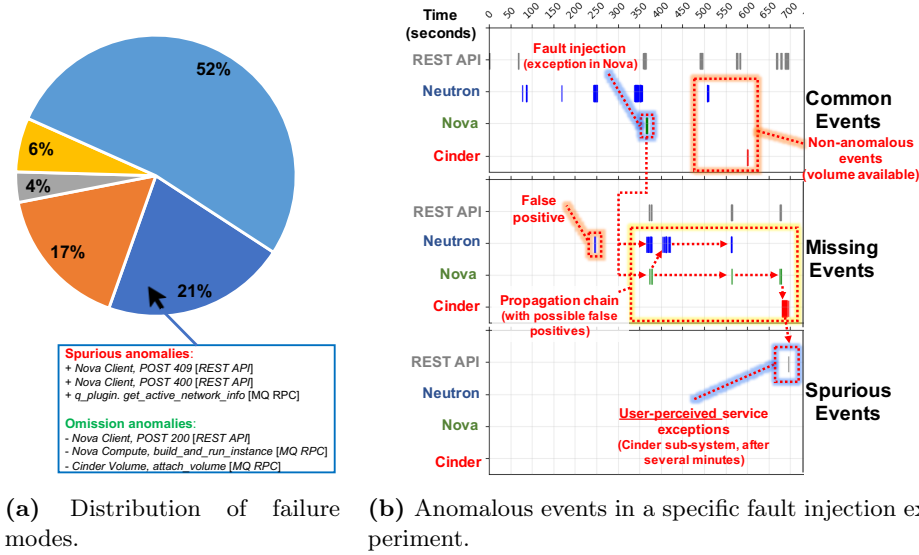 52%
6%
4%
17%
21%
Spurious anomalies:
+ Nova Client, POST 409 [REST API]
+ Nova Client, POST 400 [REST API]
+ q_plugin. get_active_network_info [MQ RPC]
Omission anomalies:
- Nova Client, POST 200 [REST API]
- Nova Compute, build_and_run_instance [MQ RPC]
- Cinder Volume, attach_volume [MQ RPC]
(a) Distribution of failure
modes.
Time
(seconds)
0 50 100 150 200 250 300 350 400 450 500 550 600 650 700
REST API
Neutron
Nova
Cinder
Fault injection
(exception in Nova)
Common
Events
Non-anomalous
events
(volume available)
REST API
Neutron
Nova
Cinder
False
positive
Propagation chain
(with possible false
positives)
Missing
Events
REST API
Neutron
Nova
Cinder
User-perceived service
exceptions
(Cinder sub-system, after
several minutes)
Spurious
Events
(b) Anomalous events in a specific fault injection ex
periment.